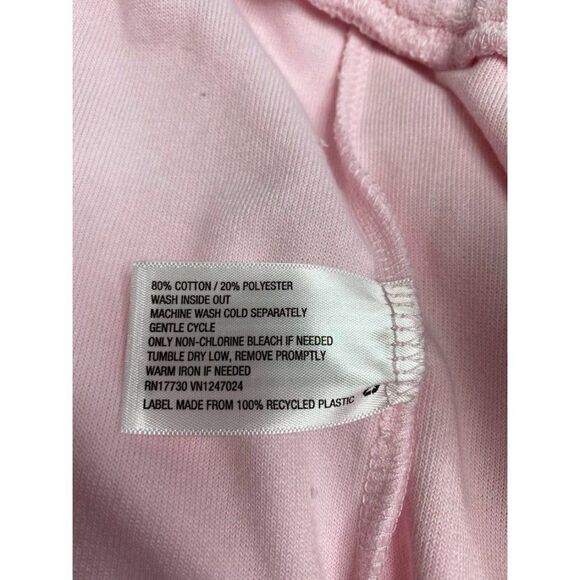 80% COTTON / 20% POLYESTER
WASH INSIDE OUT
MACHINE WASH COLD SEPARATELY
GENTLE CYCLE
ONLY NON-CHLORINE BLEACH IF NEEDED
TUMBLE DRY LOW, REMOVE PROMPTLY
WARM IRON IF NEEDED
RN17730 VN1247024
LABEL MADE FROM 100% RECYCLED PLASTIC